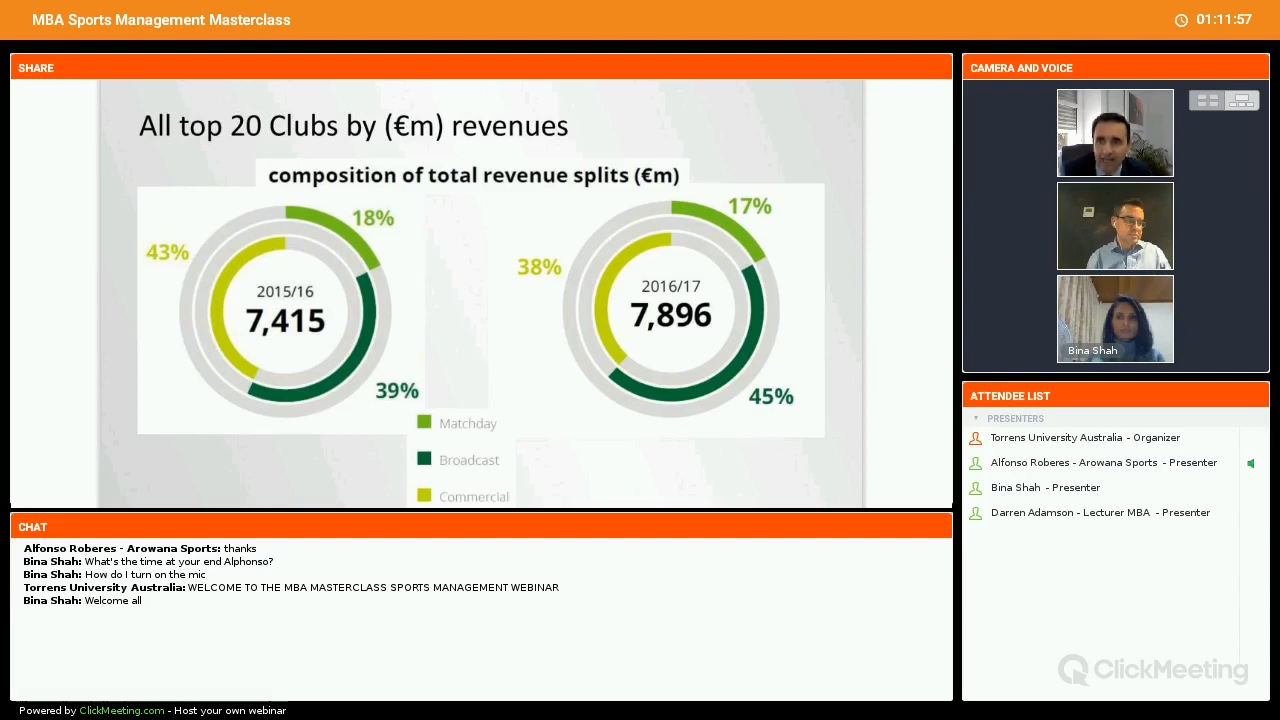 MBA Sports Management Masterclass
01:11:57
SHARE
All top 20 Clubs by (€m) revenues
composition of total revenue splits (€m)
18%
43%
2015/16
7,415
39%
17%
38%
2016/17
7,896
45%
Matchday
Broadcast
Commercial
CAMERA AND VOICE
Bina Shah
ATTENDEE LIST
PRESENTERS
Torrens University Australia - Organizer
Alfonso Roberes - Arowana Sports - Presenter
Bina Shah - Presenter
Darren Adamson - Lecturer MBA - Presenter
ClickMeeting
CHAT
Alfonso Roberes - Arowana Sports: thanks
Bina Shah: What's the time at your end Alphonso?
Bina Shah: How do I turn on the mic
Torrens University Australia: WELCOME TO THE MBA MASTERCLASS SPORTS MANAGEMENT WEBINAR
Bina Shah: Welcome all
Powered by ClickMeeting.com - Host your own webinar